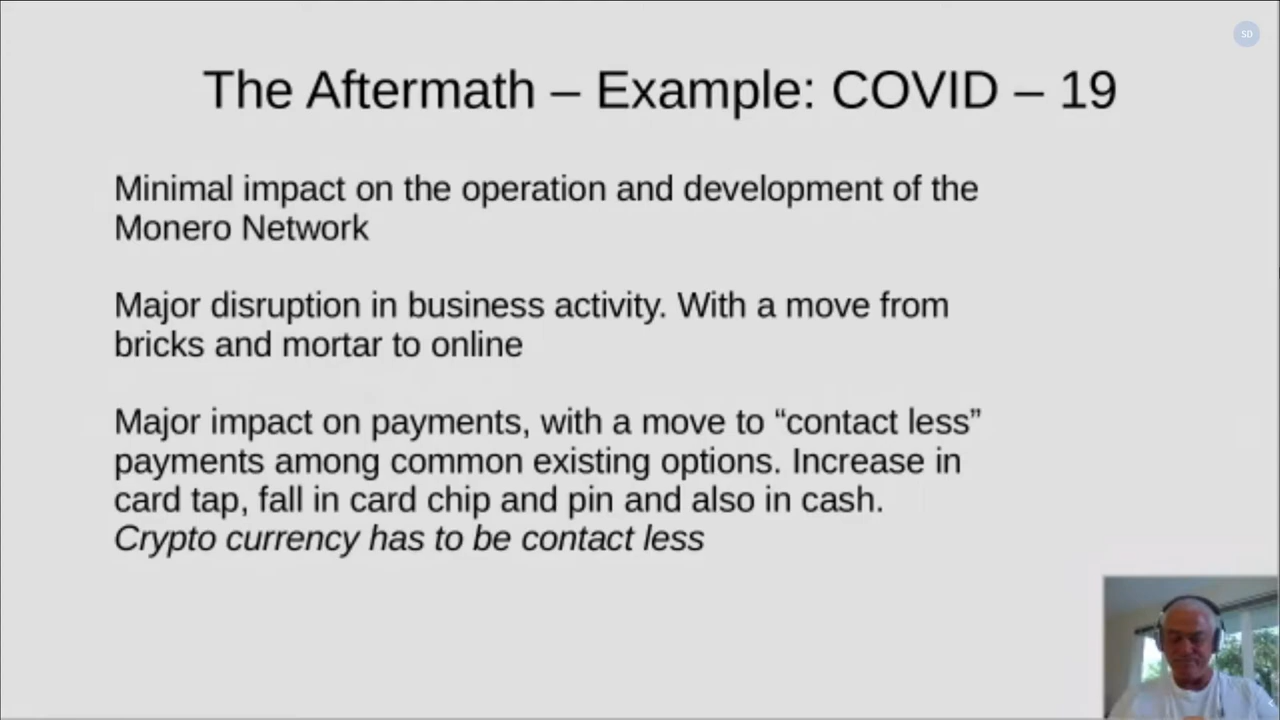 SD
The Aftermath – Example: COVID – 19
Minimal impact on the operation and development of the
Monero Network
Major disruption in business activity. With a move from
bricks and mortar to online
Major impact on payments, with a move to “contact less”
payments among common existing options. Increase in
card tap, fall in card chip and pin and also in cash.
Crypto currency has to be contact less